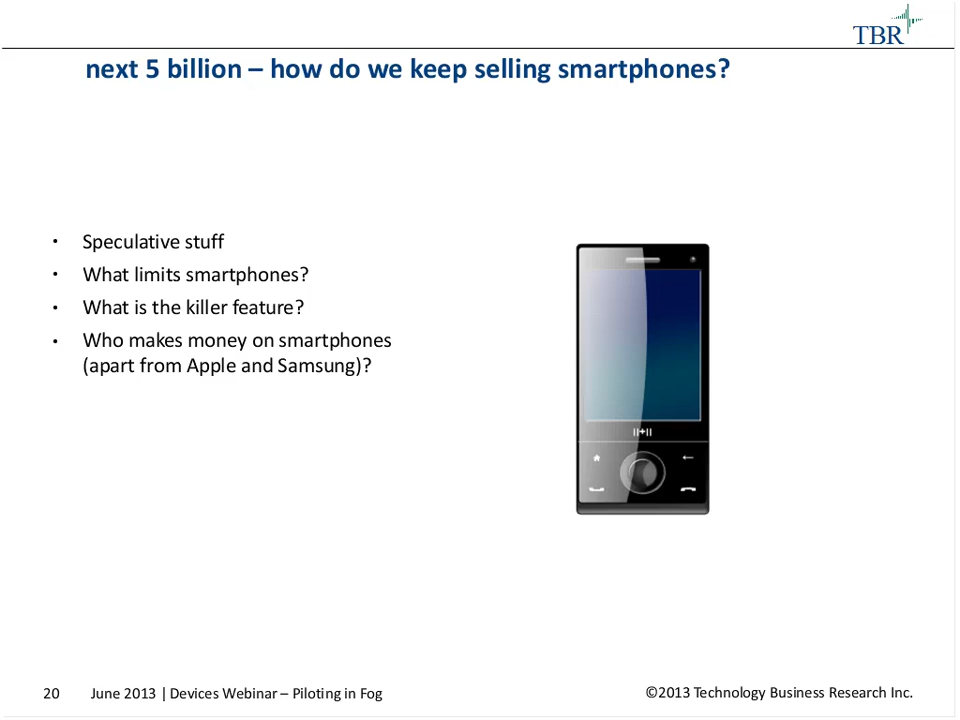 TBR
next 5 billion – how do we keep selling smartphones?
• Speculative stuff
• What limits smartphones?
• What is the killer feature?
• Who makes money on smartphones
(apart from Apple and Samsung)?
20 June 2013 | Devices Webinar – Piloting in Fog ©2013 Technology Business Research Inc.